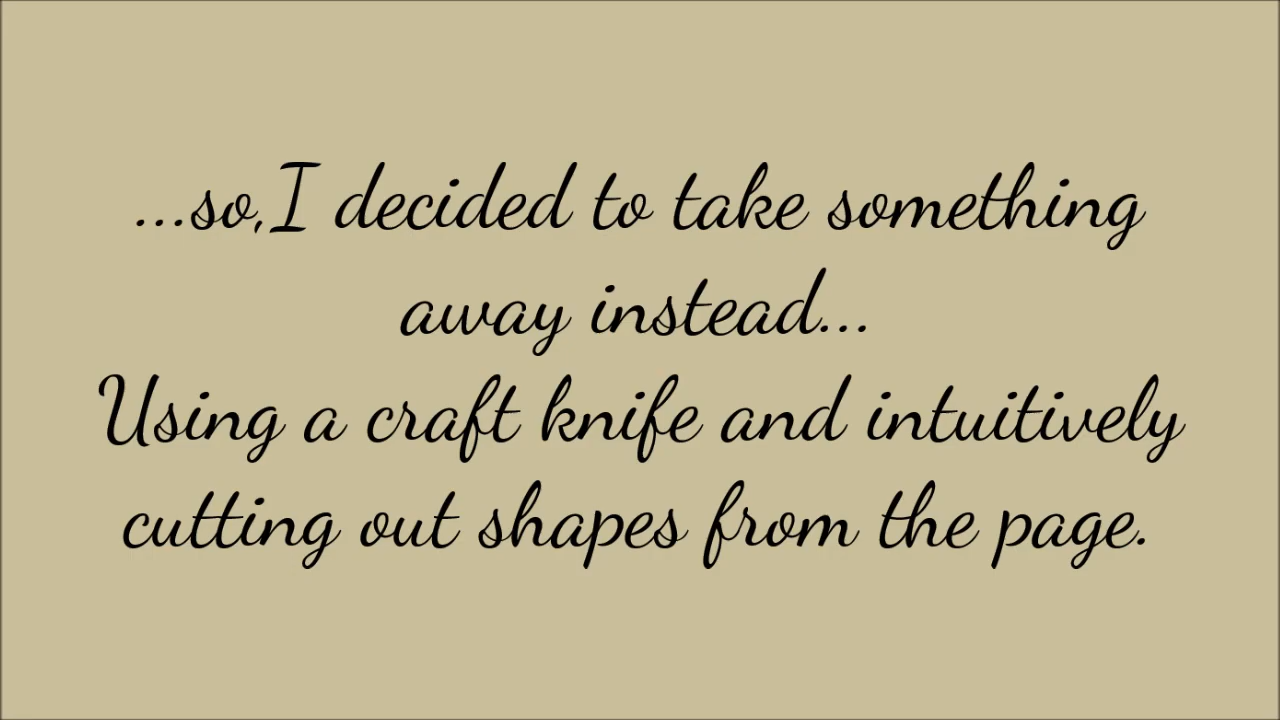 ...so,I decided to take something
away instead...
Using a craft knife and intuitively
cutting out shapes from the page.